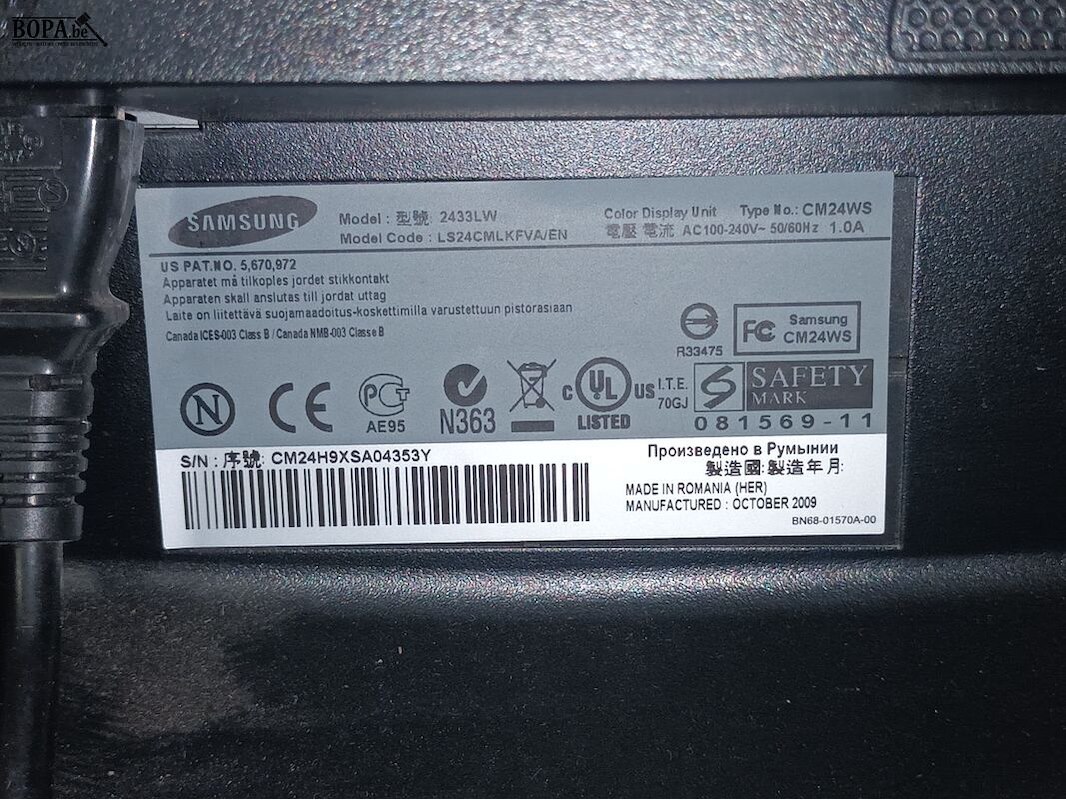 BOPA.be
SAMSUNG
Model : 型號 2433LW
Model Code : LS24CMLKFVA/EN
Color Display Unit Type No.: CM24WS
電壓 電流 AC100-240V~ 50/60Hz 1.0A
US PAT.NO. 5,670,972
Apparatet må tilkoples jordet stikkontakt
Apparaten skall anslutas till jordat uttag
Laite on liitettävä suojamaadoitus-koskettimilla varustettuun pistorasiaan
Canada ICES-003 Class B / Canada NMB-003 Classe B
R33475
FC Samsung
CM24WS
N
CE
PCT
AE95
N363
C UL US
LISTED
I.T.E.
70GJ
S SAFETY
MARK
081569-11
S/N : 序號: CM24H9XSA04353Y
Произведено в Румынии
製造國: 製造年月:
MADE IN ROMANIA (HER)
MANUFACTURED : OCTOBER 2009
BN68-01570A-00